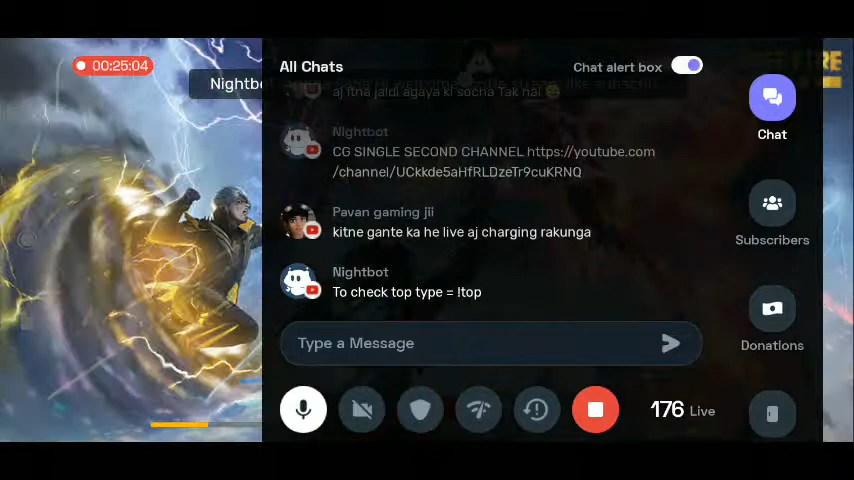 00:25:04
Nightbo
All Chats
Chat alert box
aj itna jaldi agaya ki socha Tak nai
Nightbot
CG SINGLE SECOND CHANNEL https://youtube.com
/channel/UCkkde5aHfRLDzeTr9cuKRNQ
Pavan gaming jii
kitne gante ka he live aj charging rakunga
Nightbot
To check top type = !top
Type a Message
176 Live
Chat
Subscribers
Donations